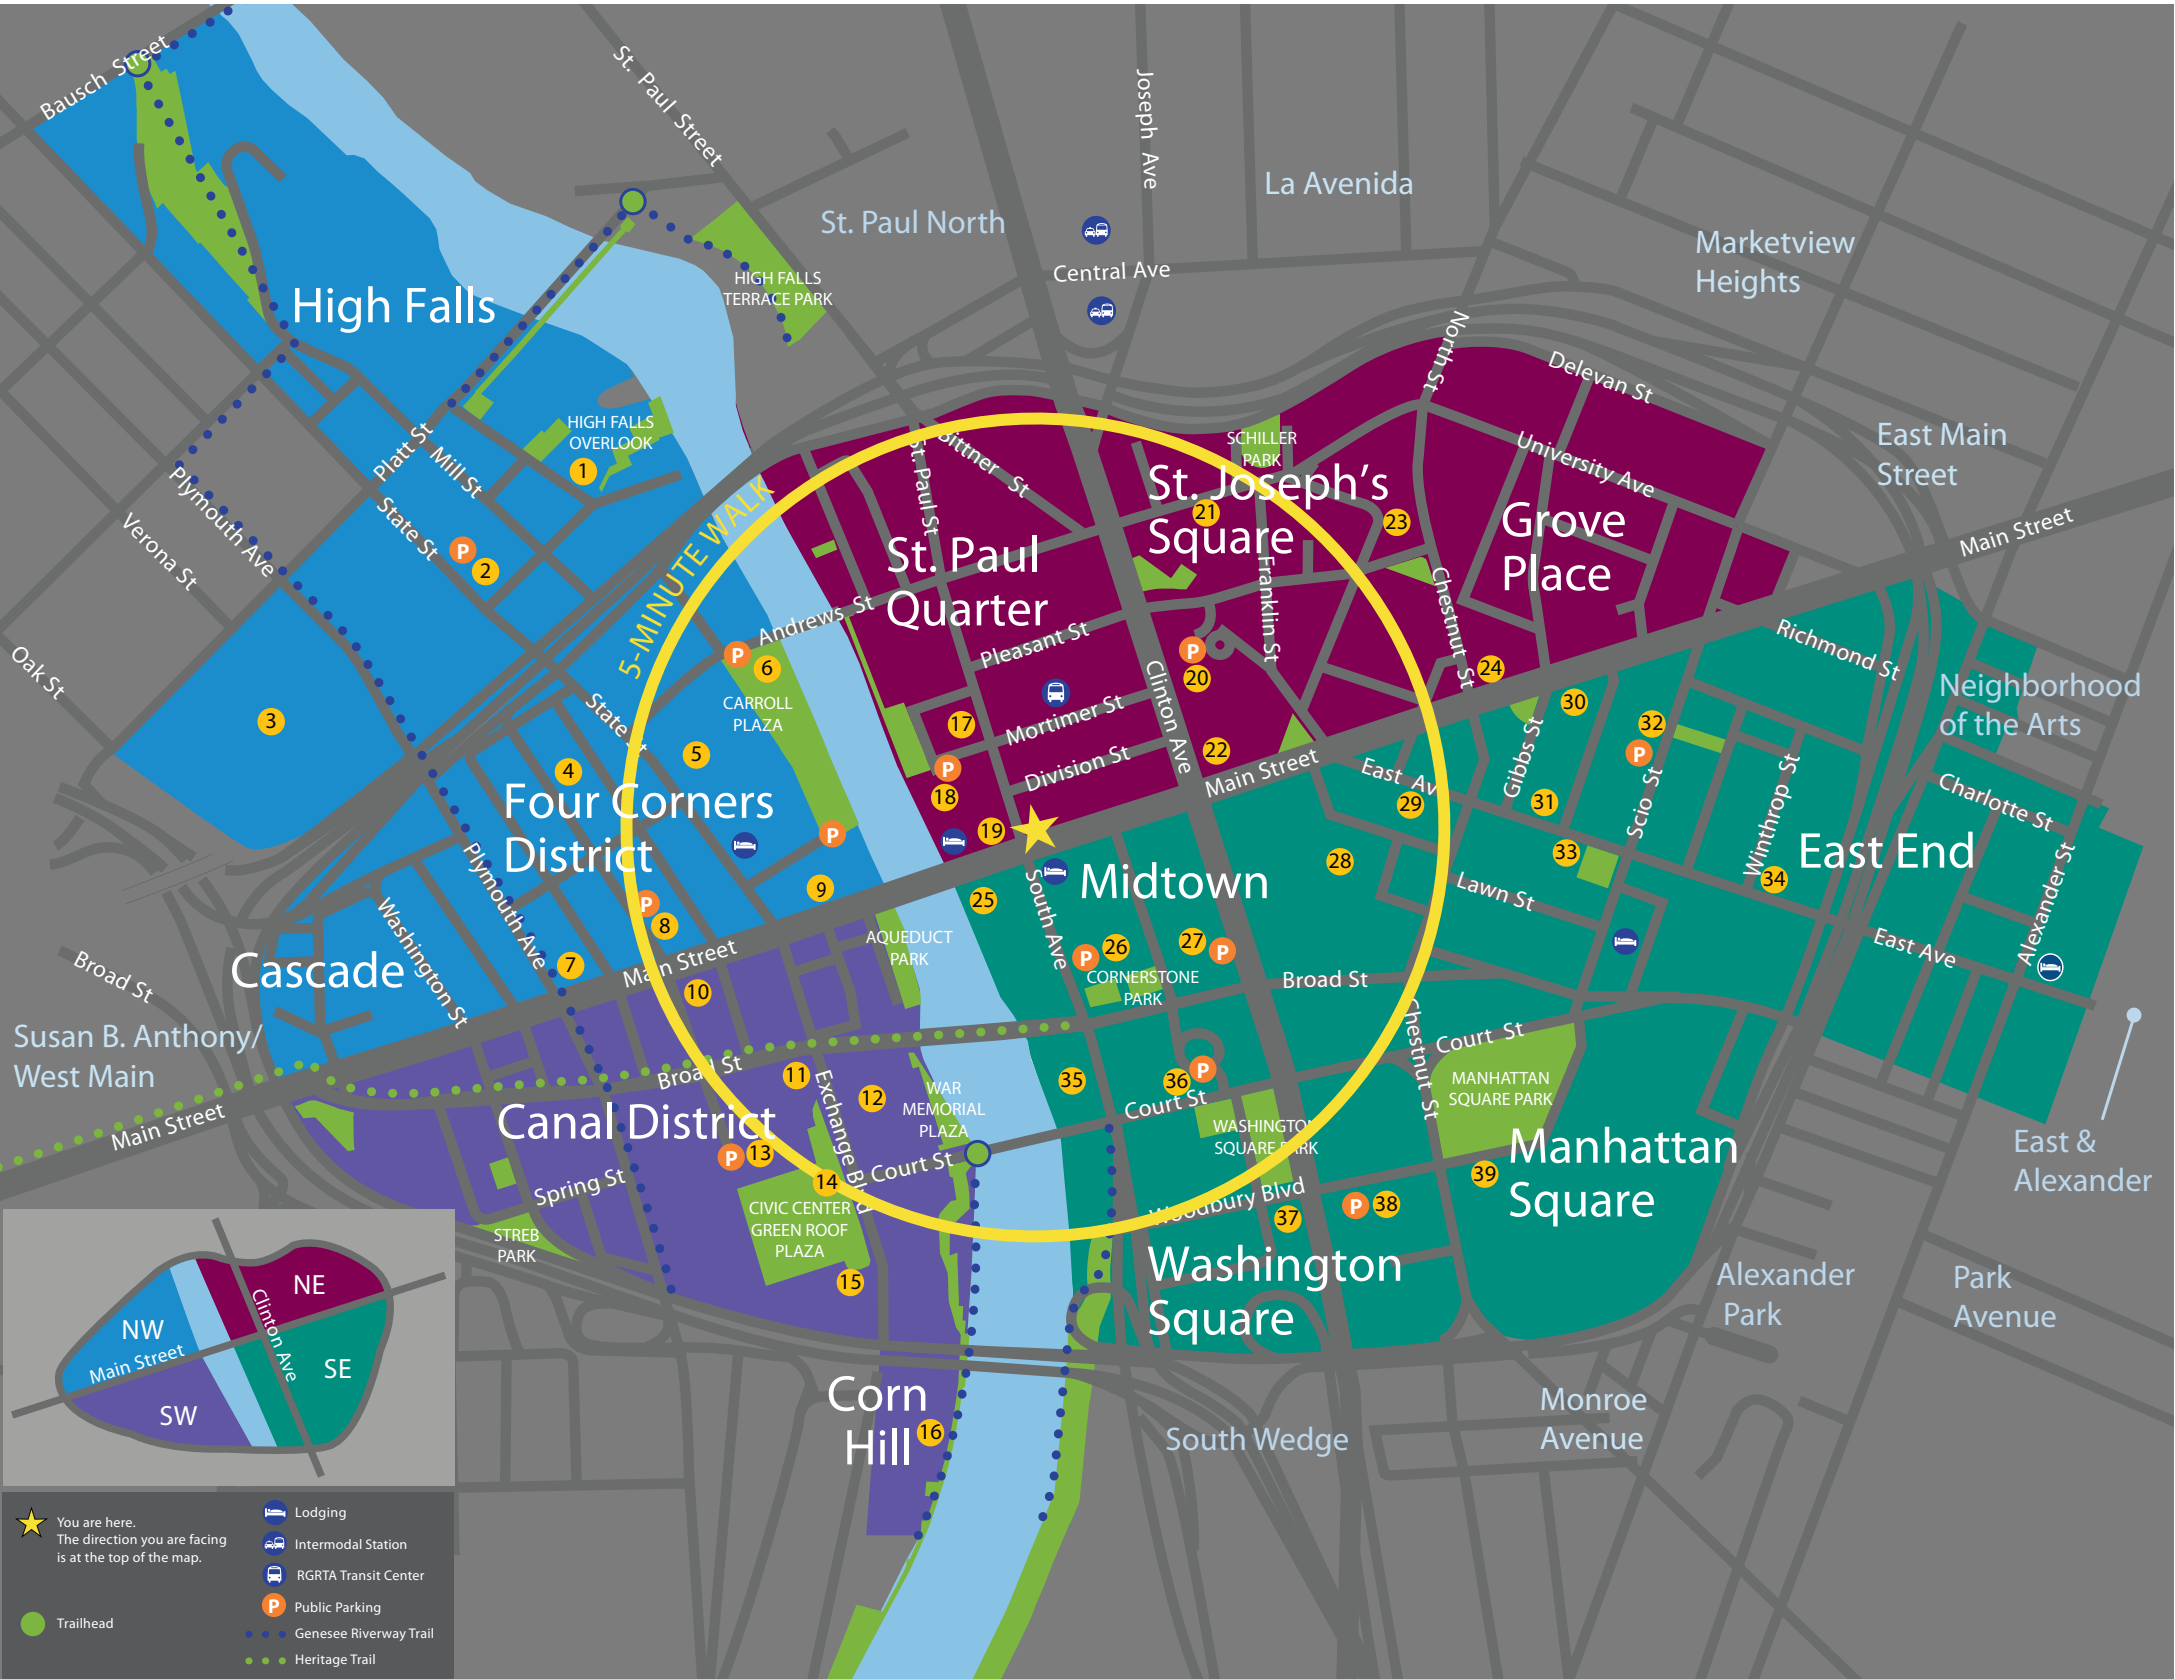 Bausch Street
St. Paul Street
Joseph Ave
La Avenida
St. Paul North
Central Ave
Marketview
Heights
High Falls
HIGH FALLS
TERRACE PARK
North St
Delevan St
HIGH FALLS
OVERLOOK
1
Platt St
Mill St
State St
P
2
Plymouth Ave
Verona St
Oak St
3
5-MINUTE WALK
St. Paul St
Bittner St
SCHILLER
PARK
St. Joseph's
Square
21
23
University Ave
Grove
Place
East Main
Street
Main Street
St. Paul
Quarter
Andrews St
Pleasant St
Franklin St
Chestnut St
P
6
CARROLL
PLAZA
P
20
24
Clinton Ave
Mortimer St
Division St
17
P
18
19
22
Main Street
Richmond St
Neighborhood
of the Arts
30
32
P
Gibbs St
Scio St
31
33
Winthrop St
34
East End
Charlotte St
Alexander St
State St
5
4
Four Corners
District
P
9
P
8
7
Plymouth Ave
Washington St
Cascade
Main Street
10
East Av
29
28
Lawn St
Midtown
South Ave
25
P
26
27
P
CORNERSTONE
PARK
Broad St
East Ave
AQUEDUCT
PARK
Broad St
Susan B. Anthony/
West Main
Main Street
Broad St
11
12
Exchange Blvd
WAR
MEMORIAL
PLAZA
Canal District
P
13
14
Court St
Spring St
STREB
PARK
CIVIC CENTER
GREEN ROOF
PLAZA
15
35
36
P
Court St
WASHINGTON
SQUARE PARK
Chestnut St
Court St
MANHATTAN
SQUARE PARK
39
Manhattan
Square
Woodbury Blvd
37
P
38
Washington
Square
East &
Alexander
Alexander
Park
Park
Avenue
Monroe
Avenue
South Wedge
Corn
Hill
16
NE
NW
SE
SW
Main Street
Clinton Ave
You are here.
The direction you are facing
is at the top of the map.
Trailhead
Lodging
Intermodal Station
RGRTA Transit Center
P
Public Parking
Genesee Riverway Trail
Heritage Trail